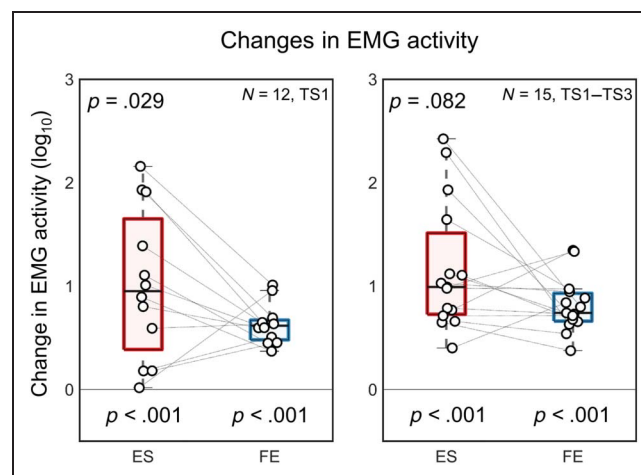 Changes in EMG activity
Change in EMG activity (log₁₀)
3
2
1
0
p = .029
N = 12, TS1
p < .001
p < .001
ES
FE
3
2
1
0
p = .082
N = 15, TS1–TS3
p < .001
p < .001
ES
FE